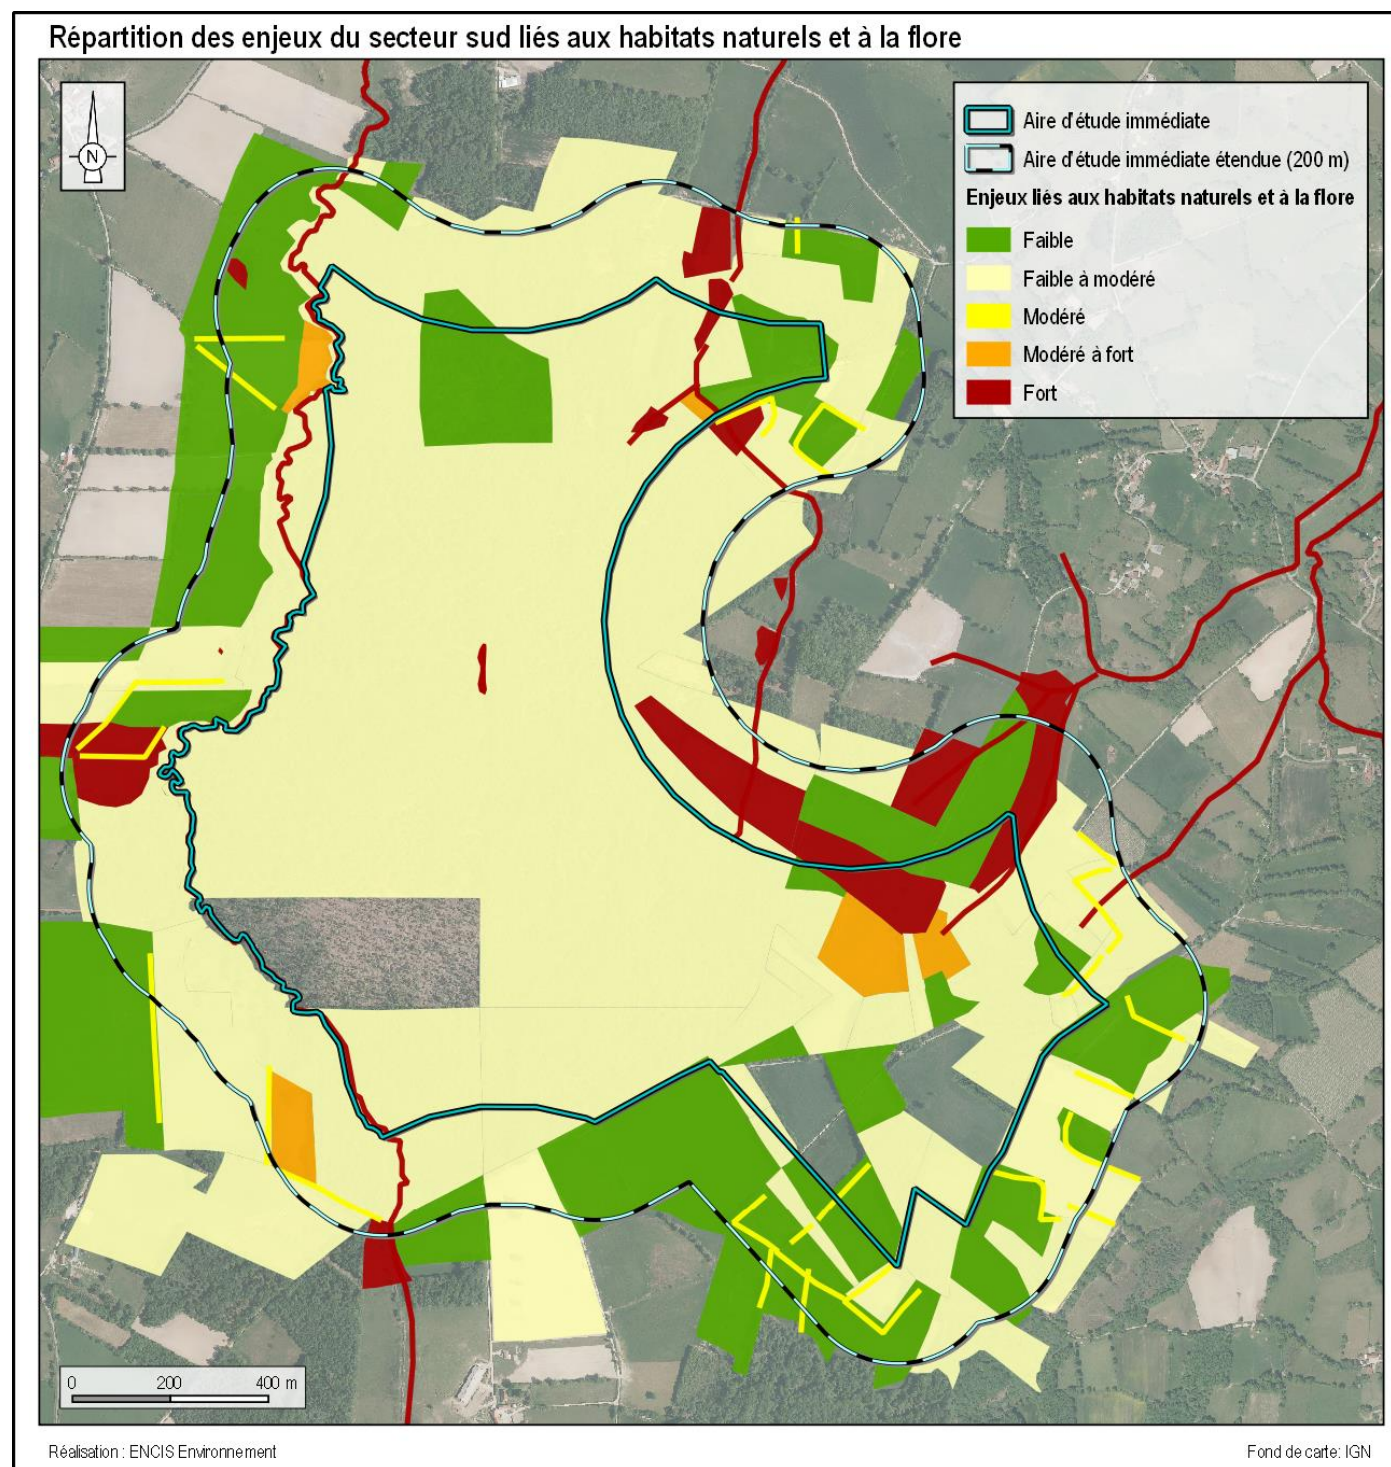 Répartition des enjeux du secteur sud liés aux habitats naturels et à la flore
N
Aire d'étude immédiate
Aire d'étude immédiate étendue (200 m)
Enjeux liés aux habitats naturels et à la flore
Faible
Faible à modéré
Modéré
Modéré à fort
Fort
0 200 400 m
Réalisation : ENCIS Environnement
Fond de carte: IGN